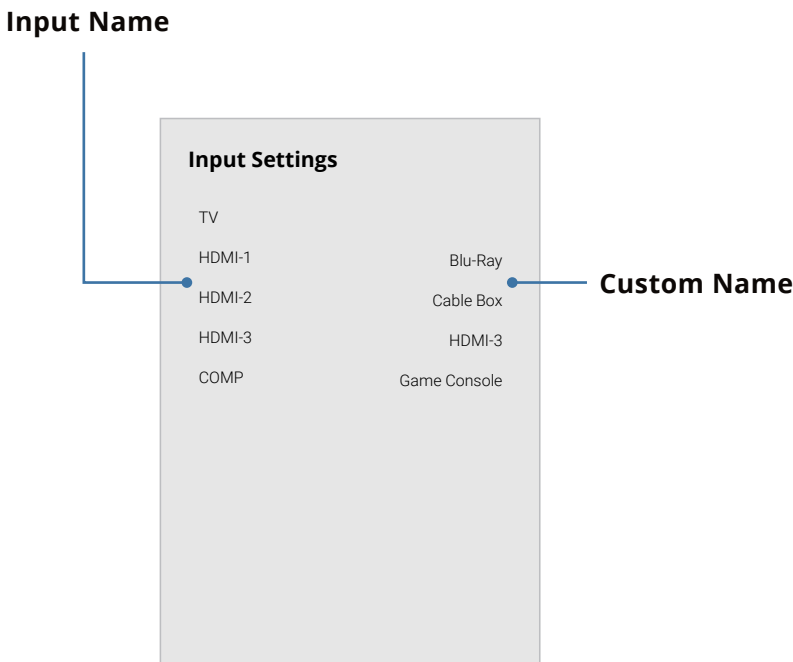 Input Name
Input Settings
TV
HDMI-1 Blu-Ray
Custom Name
HDMI-2 Cable Box
HDMI-3 HDMI-3
COMP Game Console